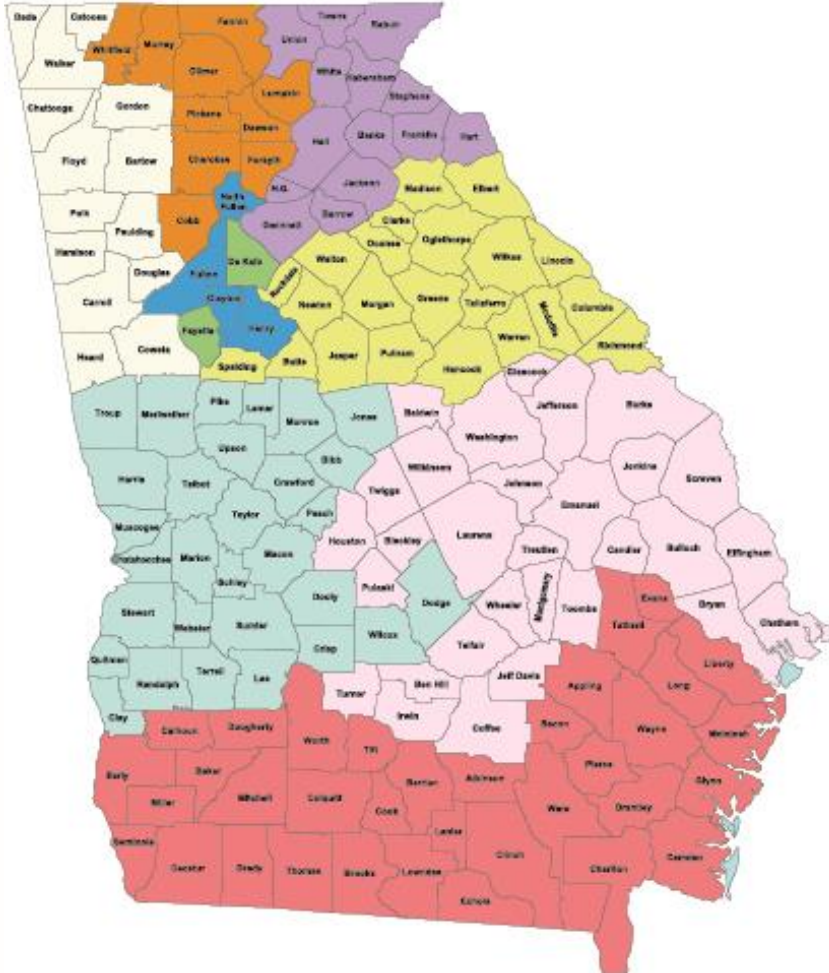 Dade
Catoosa
Fannin
Towns
Rabun
Union
Whitfield
Murray
Walker
Gilmer
White
Habersham
Lumpkin
Stephens
Chattooga
Gordon
Pickens
Dawson
Hall
Banks
Franklin
Hart
Floyd
Bartow
Cherokee
Forsyth
Madison
Elbert
H.G.
Jackson
North
Fulton
Polk
Cobb
Gwinnett
Barrow
Clarke
Paulding
Oconee
Oglethorpe
Haralson
De Kalb
Walton
Wilkes
Lincoln
Douglas
Fulton
Rockdale
Carroll
Clayton
Newton
Morgan
Greene
Taliaferro
McDuffie
Columbia
Fayette
Henry
Warren
Richmond
Heard
Coweta
Spalding
Butts
Jasper
Putnam
Hancock
Glascock
Troup
Meriwether
Pike
Lamar
Monroe
Jones
Baldwin
Jefferson
Burke
Upson
Washington
Bibb
Wilkinson
Harris
Talbot
Crawford
Twiggs
Johnson
Jenkins
Screven
Taylor
Peach
Emanuel
Muscogee
Houston
Bleckley
Laurens
Treutlen
Candler
Bulloch
Effingham
Chattahoochee
Marion
Macon
Schley
Pulaski
Dooly
Dodge
Wheeler
Montgomery
Toombs
Evans
Bryan
Chatham
Stewart
Webster
Sumter
Wilcox
Telfair
Tattnall
Quitman
Crisp
Liberty
Randolph
Terrell
Lee
Turner
Ben Hill
Jeff Davis
Appling
Long
Clay
Irwin
Coffee
Bacon
Wayne
McIntosh
Calhoun
Dougherty
Worth
Tift
Early
Baker
Berrien
Atkinson
Pierce
Glynn
Miller
Mitchell
Colquitt
Cook
Ware
Brantley
Seminole
Lanier
Clinch
Camden
Decatur
Grady
Thomas
Brooks
Lowndes
Charlton
Echols